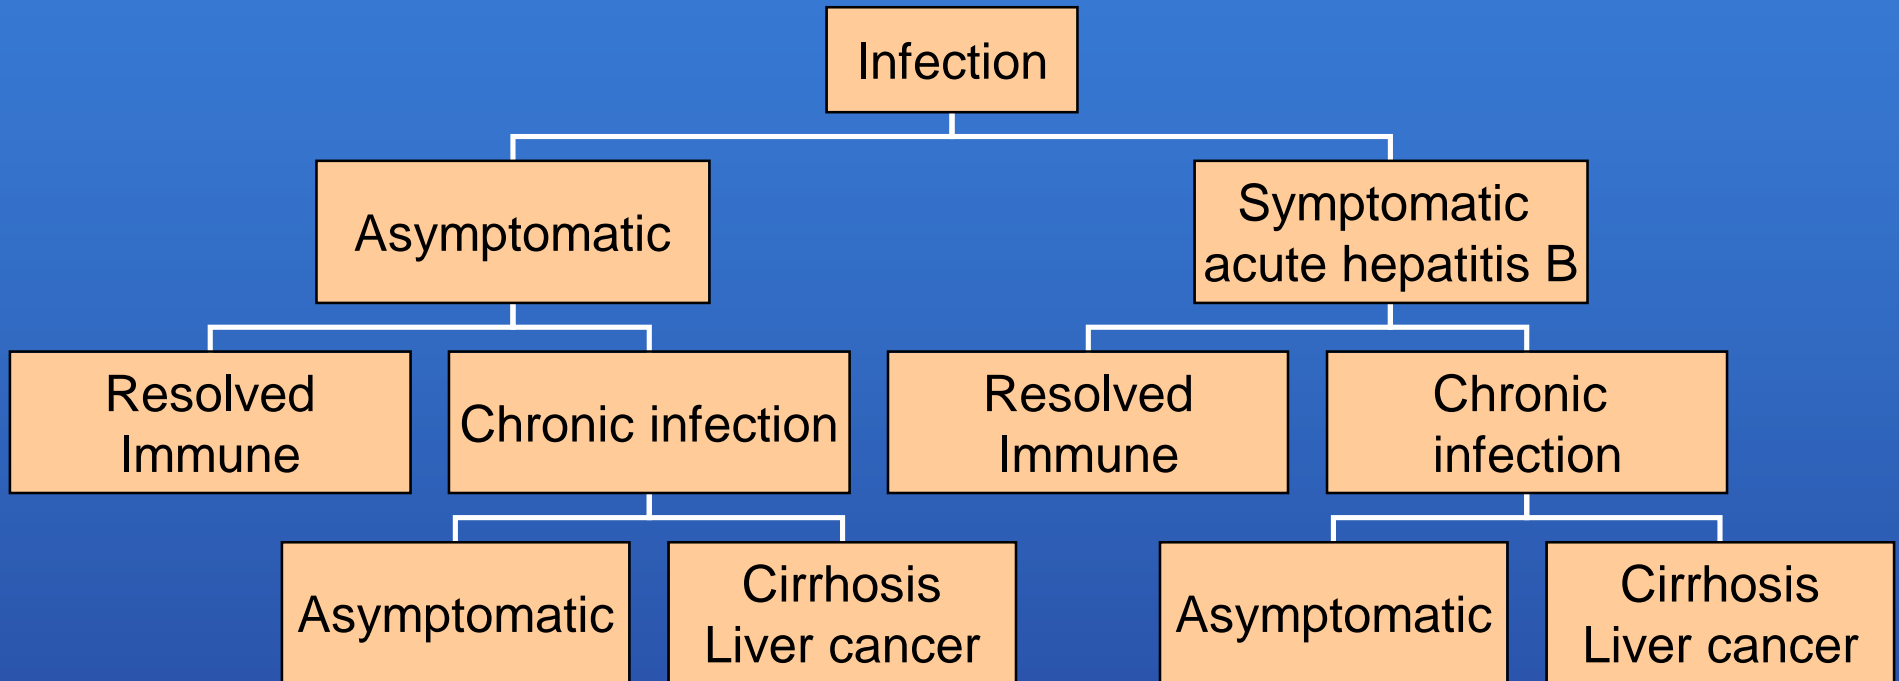 Infection
Asymptomatic
Symptomatic
acute hepatitis B
Resolved
Immune
Chronic infection
Resolved
Immune
Chronic
infection
Asymptomatic
Cirrhosis
Liver cancer
Asymptomatic
Cirrhosis
Liver cancer